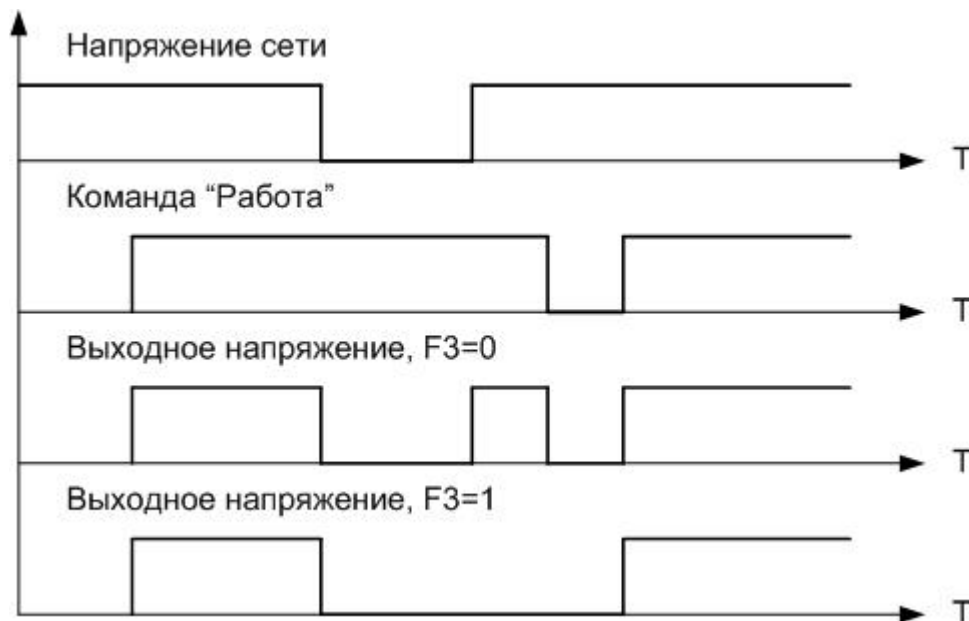 Напряжение сети
T
Команда “Работа”
T
Выходное напряжение, F3=0
T
Выходное напряжение, F3=1
T